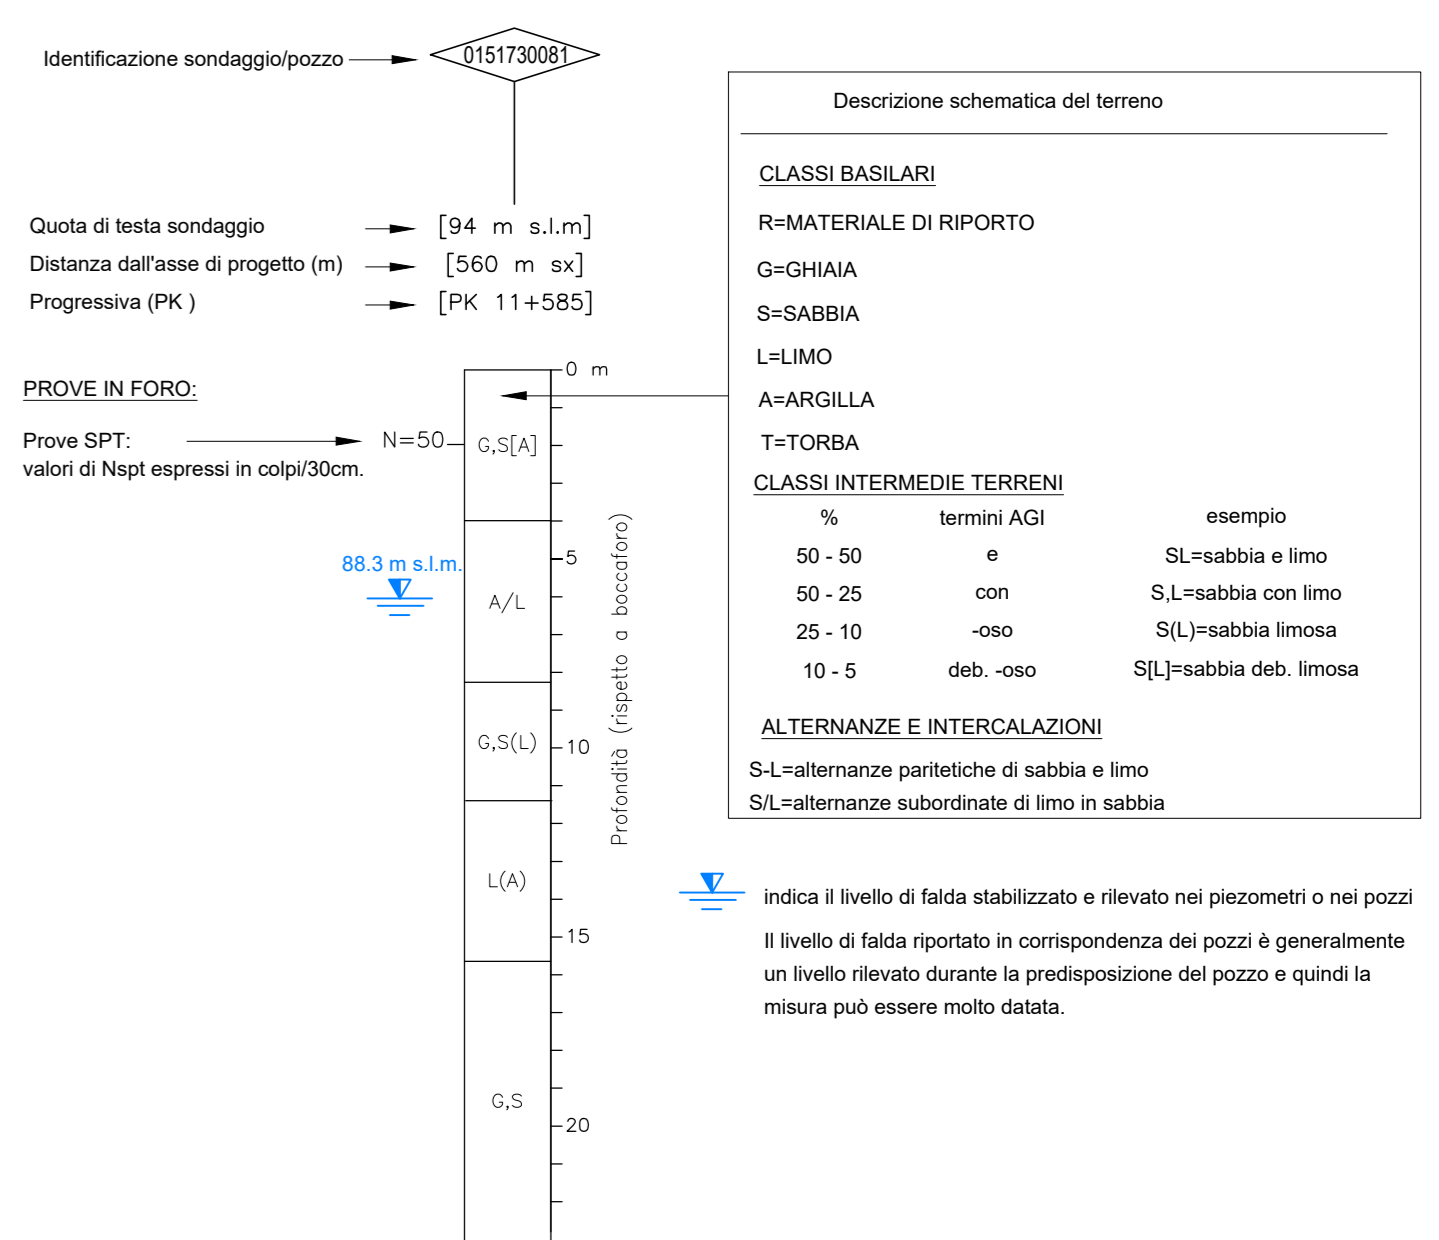 Identificazione sondaggio/pozzo
0151730081
Quota di testa sondaggio
[94 m s.l.m]
Distanza dall'asse di progetto (m)
[560 m sx]
Progressiva (PK )
[PK 11+585]
PROVE IN FORO:
Prove SPT:
valori di Nspt espressi in colpi/30cm.
N=50
0 m
G,S[A]
88.3 m s.l.m.
5
A/L
G,S(L)
10
L(A)
15
G,S
20
Profondità (rispetto a boccaforo)
Descrizione schematica del terreno
CLASSI BASILARI
R=MATERIALE DI RIPORTO
G=GHIAIA
S=SABBIA
L=LIMO
A=ARGILLA
T=TORBA
CLASSI INTERMEDIE TERRENI
% termini AGI esempio
50 - 50 e SL=sabbia e limo
50 - 25 con S,L=sabbia con limo
25 - 10 -oso S(L)=sabbia limosa
10 - 5 deb. -oso S[L]=sabbia deb. limosa
ALTERNANZE E INTERCALAZIONI
S-L=alternanze paritetiche di sabbia e limo
S/L=alternanze subordinate di limo in sabbia
indica il livello di falda stabilizzato e rilevato nei piezometri o nei pozzi
Il livello di falda riportato in corrispondenza dei pozzi è generalmente
un livello rilevato durante la predisposizione del pozzo e quindi la
misura può essere molto datata.